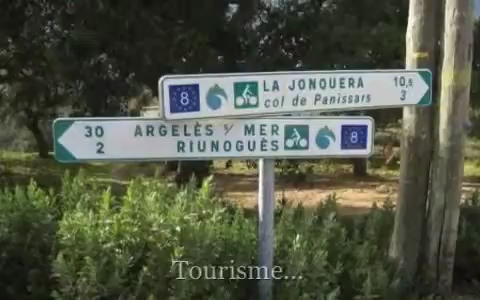 8 LA JONQUERA 10,5
col de Panissars 3
30 ARGELÈS S/ MER 8
2 RIUNOGUÈS
Tourisme...